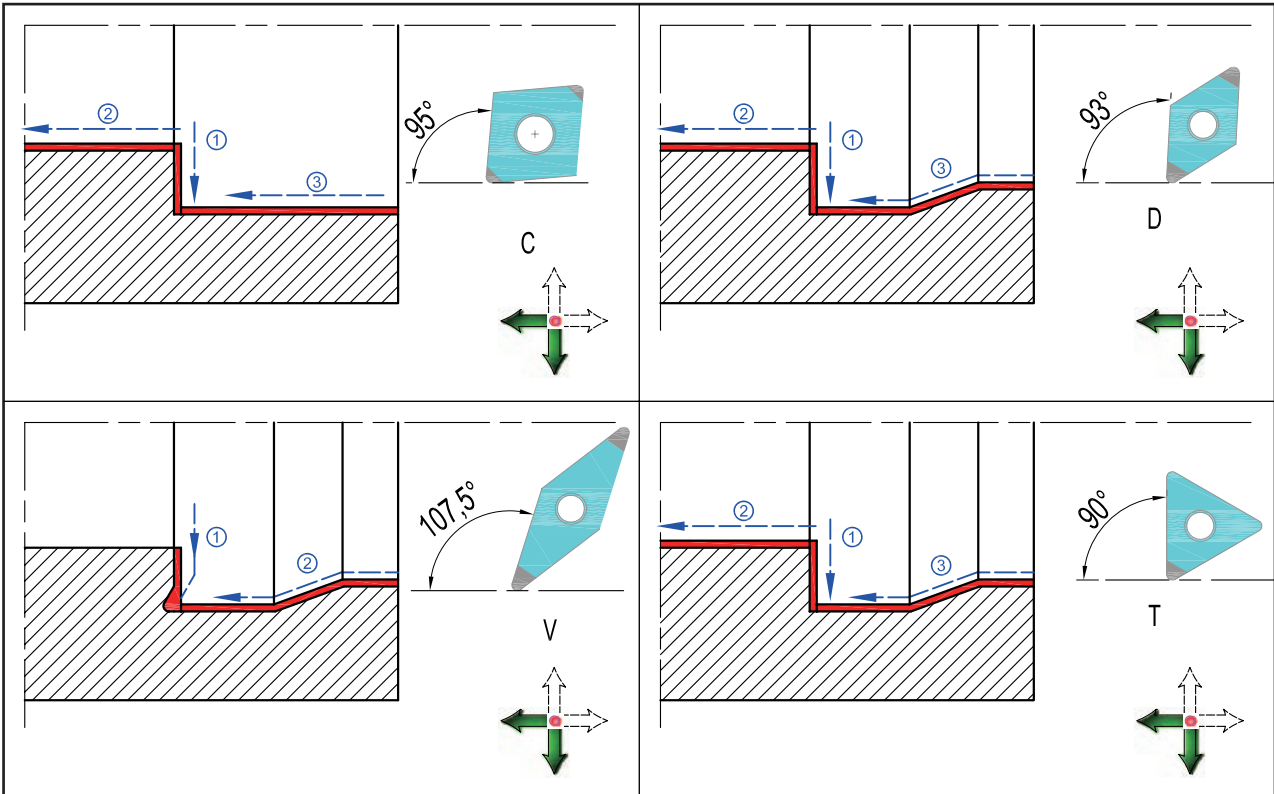 ② ① ③ 95° C
② ① ③ 93° D
① ② 107,5° V
② ① ③ 90° T